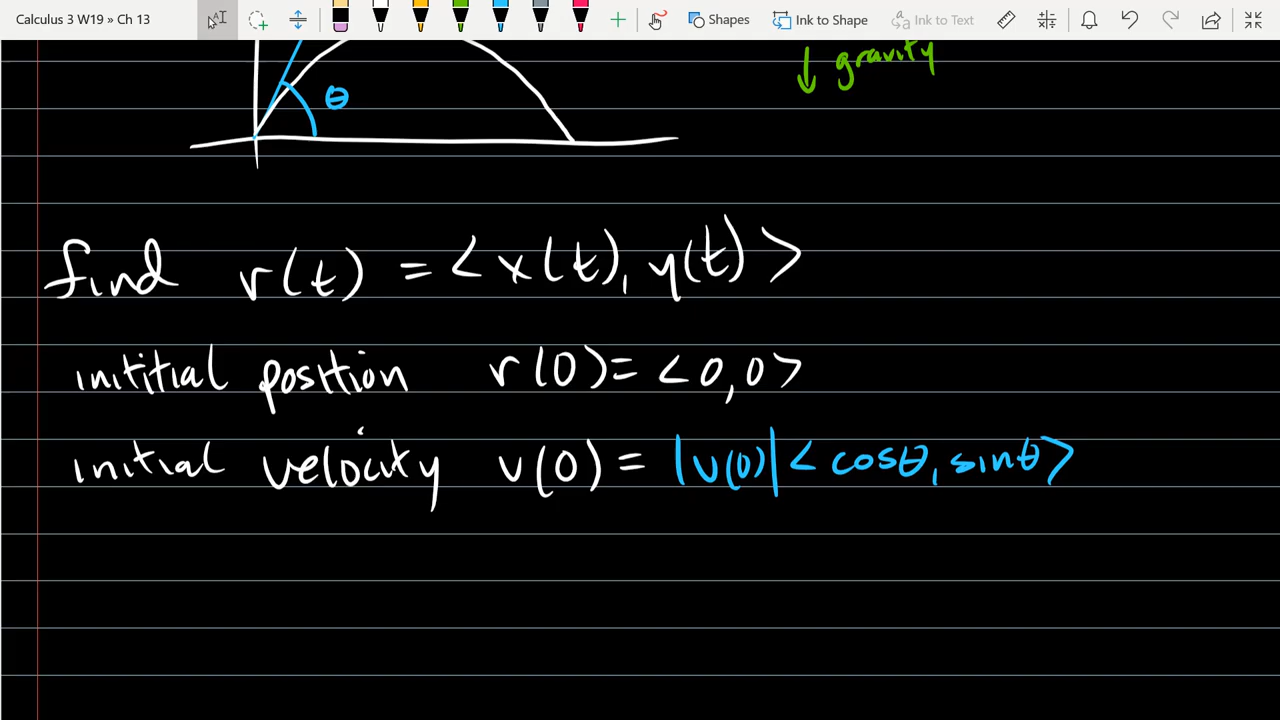 Calculus 3 W19 » Ch 13
Shapes
Ink to Shape
Ink to Text
↓ gravity
θ
find r(t) = < x(t), y(t) >
inititial position r(0) = < 0, 0 >
initial velocity v(0) = |v(0)| < cosθ, sinθ >